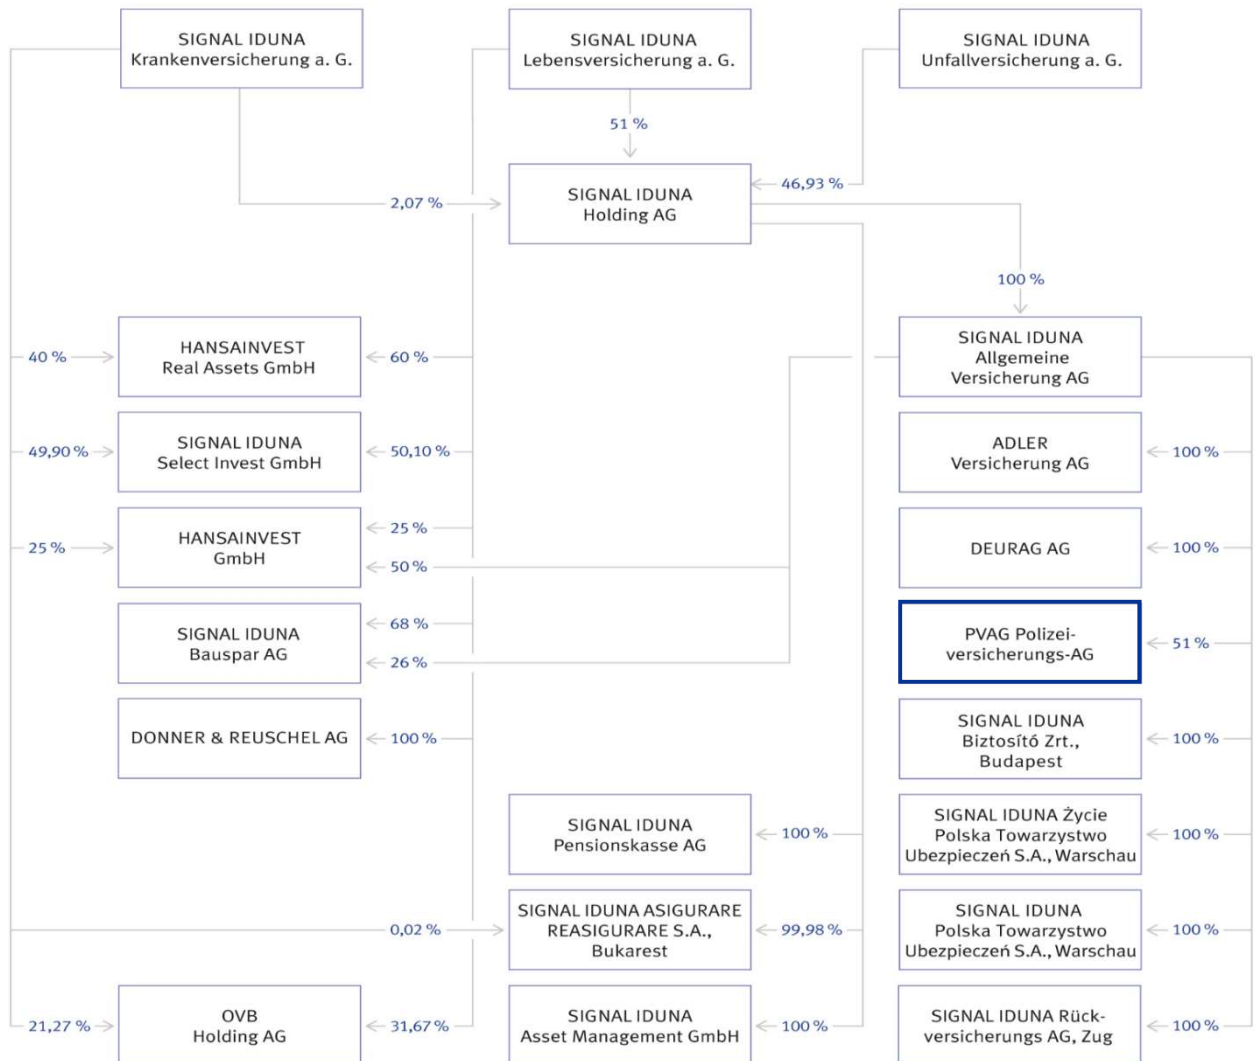 SIGNAL IDUNA
Krankenversicherung a. G.
SIGNAL IDUNA
Lebensversicherung a. G.
SIGNAL IDUNA
Unfallversicherung a. G.
51 %
46,93 %
2,07 %
SIGNAL IDUNA
Holding AG
100 %
40 %
HANSAINVEST
Real Assets GmbH
60 %
SIGNAL IDUNA
Allgemeine
Versicherung AG
49,90 %
SIGNAL IDUNA
Select Invest GmbH
50,10 %
ADLER
Versicherung AG
100 %
25 %
HANSAINVEST
GmbH
25 %
50 %
DEURAG AG
100 %
SIGNAL IDUNA
Bauspar AG
68 %
26 %
PVAG Polizei-
versicherungs-AG
51 %
DONNER & REUSCHEL AG
100 %
SIGNAL IDUNA
Biztosító Zrt.,
Budapest
100 %
SIGNAL IDUNA
Pensionskasse AG
100 %
SIGNAL IDUNA Życie
Polska Towarzystwo
Ubezpieczeń S.A., Warschau
100 %
0,02 %
SIGNAL IDUNA ASIGURARE
REASIGURARE S.A.,
Bukarest
99,98 %
SIGNAL IDUNA
Polska Towarzystwo
Ubezpieczeń S.A., Warschau
100 %
21,27 %
OVB
Holding AG
31,67 %
SIGNAL IDUNA
Asset Management GmbH
100 %
SIGNAL IDUNA Rück-
versicherungs AG, Zug
100 %